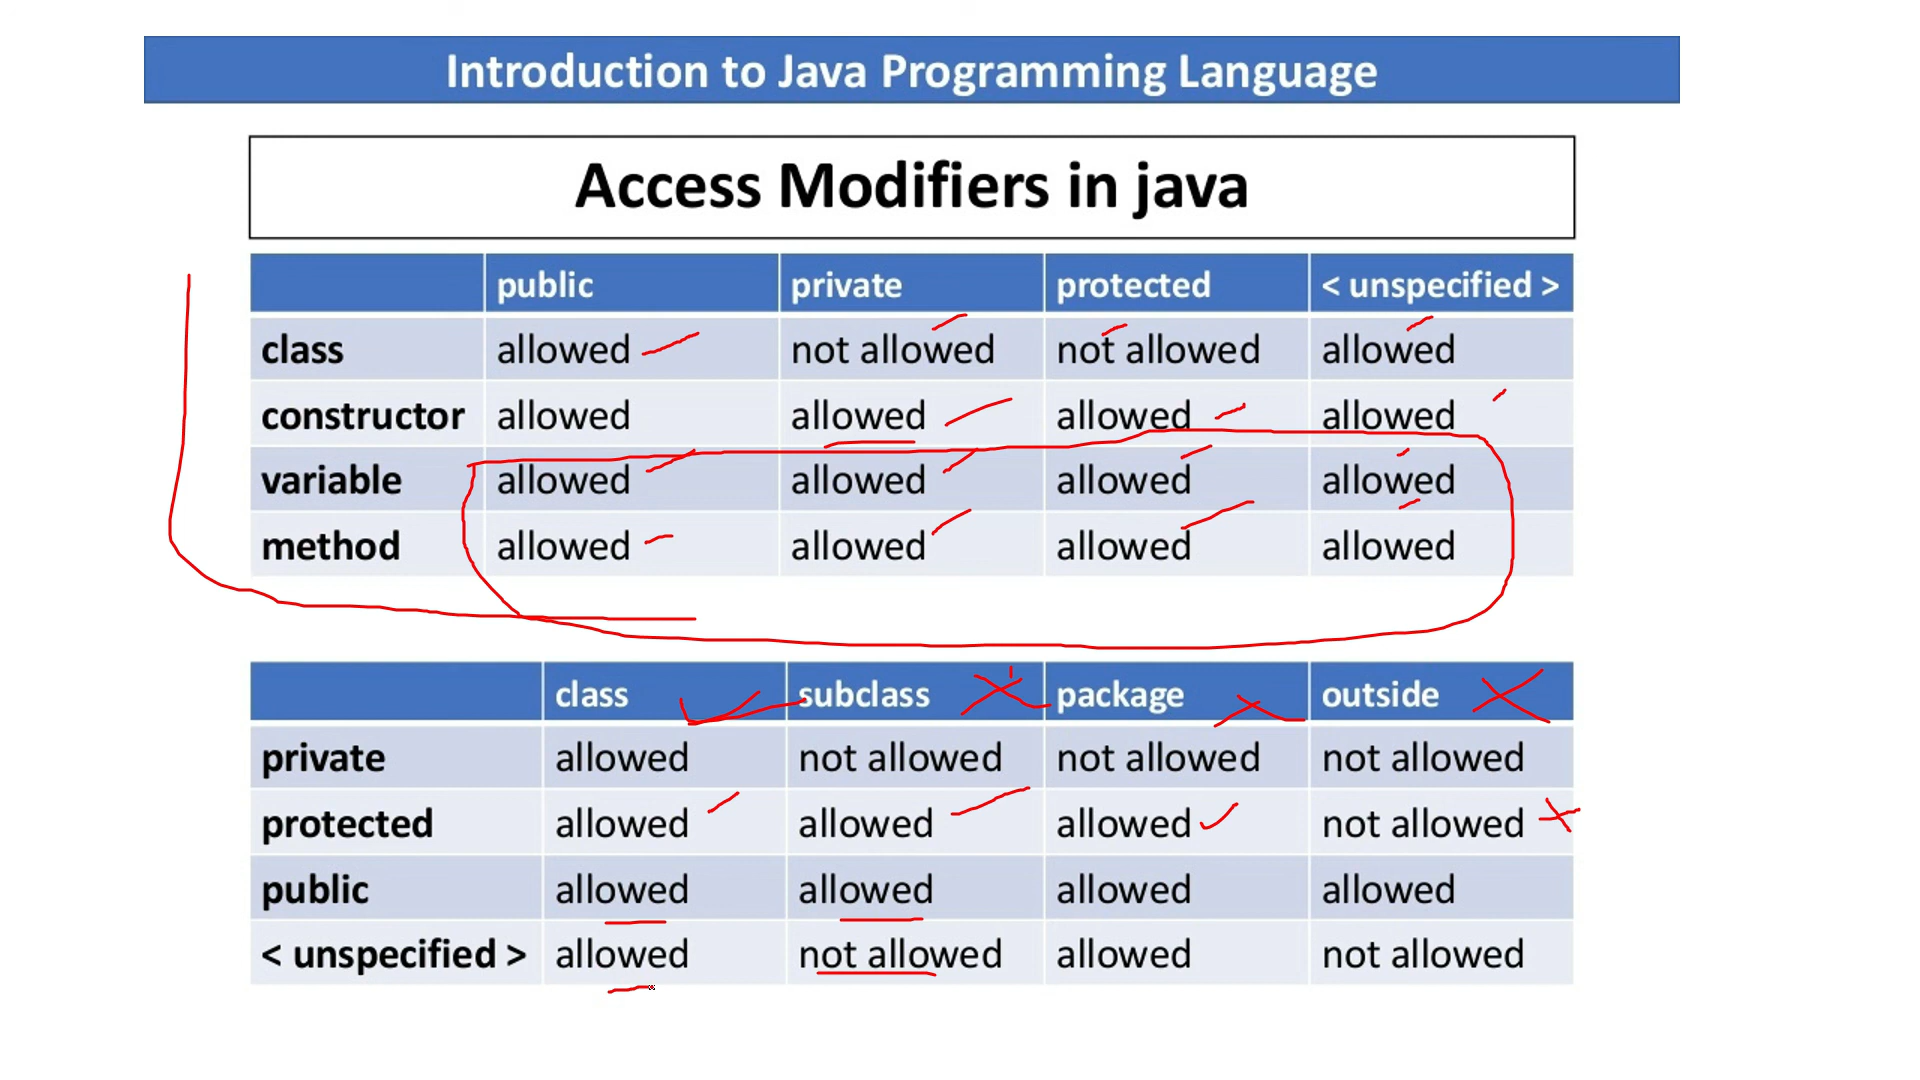 Introduction to Java Programming Language
Access Modifiers in java
public private protected < unspecified >
class allowed not allowed not allowed allowed
constructor allowed allowed allowed allowed
variable allowed allowed allowed allowed
method allowed allowed allowed allowed
class subclass package outside
private allowed not allowed not allowed not allowed
protected allowed allowed allowed not allowed
public allowed allowed allowed allowed
< unspecified > allowed not allowed allowed not allowed